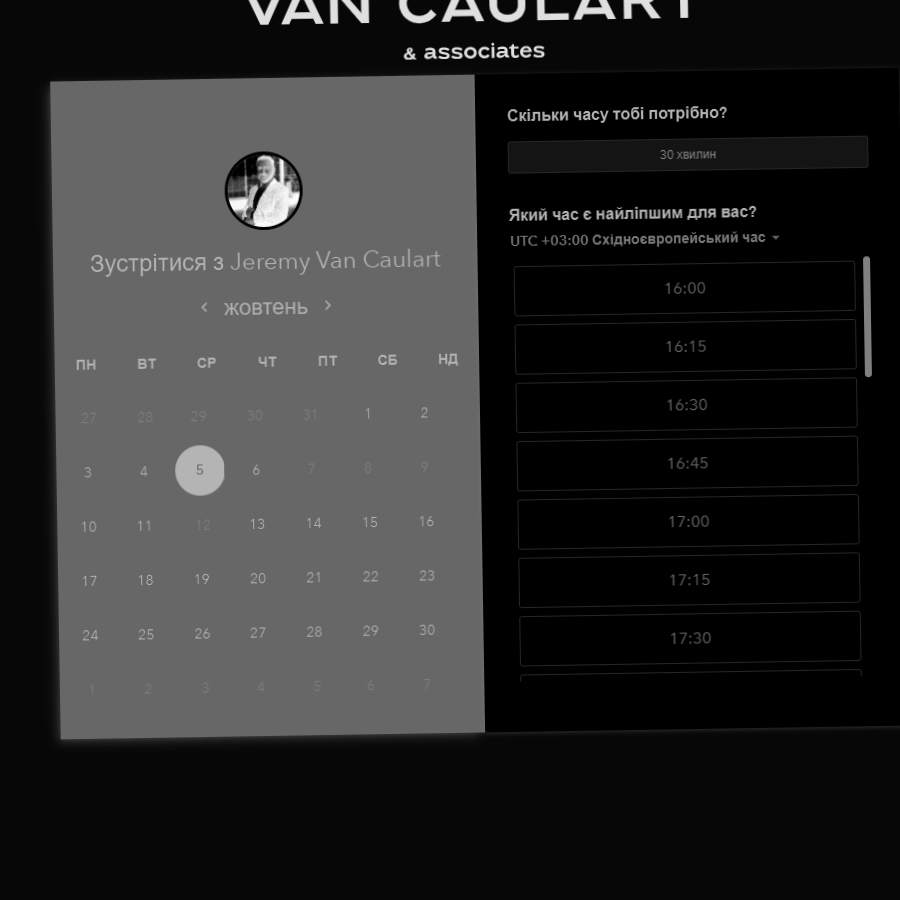 VAN CAULART
& associates
Зустрітися з Jeremy Van Caulart
жовтень
ПН ВТ СР ЧТ ПТ СБ НД
27 28 29 30 31 1 2
3 4 5 6 7 8 9
10 11 12 13 14 15 16
17 18 19 20 21 22 23
24 25 26 27 28 29 30
1 2 3 4 5 6 7
Скільки часу тобі потрібно?
30 хвилин
Який час є найліпшим для вас?
UTC +03:00 Східноєвропейський час
16:00
16:15
16:30
16:45
17:00
17:15
17:30